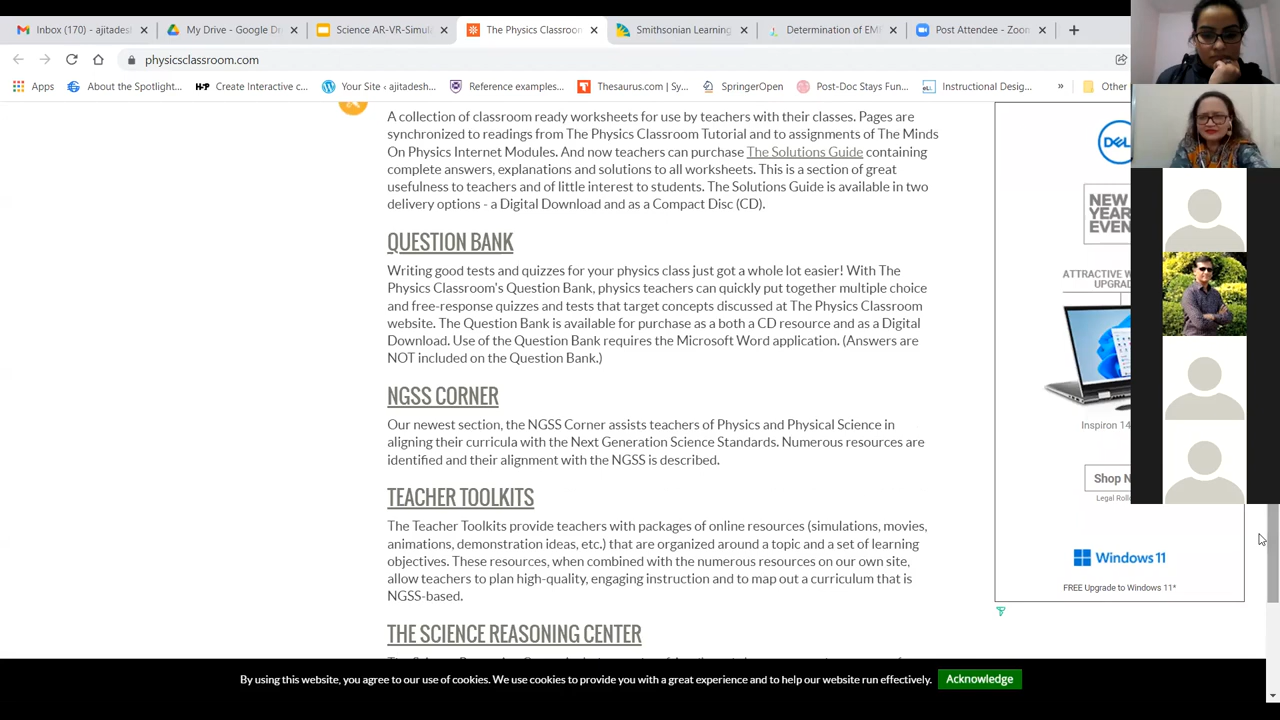 Inbox (170) - ajitades
My Drive - Google D
Science AR-VR-Simul
The Physics Classroom
Smithsonian Learning
Determination of EMF
Post Attendee - Zoom
physicsclassroom.com
Apps
About the Spotlight...
H-P
Create Interactive c...
Your Site ‹ ajitadesh...
Reference examples...
Thesaurus.com | Sy...
SpringerOpen
Post-Doc Stays Fun...
Instructional Desig...
»
Other
A collection of classroom ready worksheets for use by teachers with their classes. Pages are
synchronized to readings from The Physics Classroom Tutorial and to assignments of The Minds
On Physics Internet Modules. And now teachers can purchase The Solutions Guide containing
complete answers, explanations and solutions to all worksheets. This is a section of great
usefulness to teachers and of little interest to students. The Solutions Guide is available in two
delivery options - a Digital Download and as a Compact Disc (CD).
QUESTION BANK
Writing good tests and quizzes for your physics class just got a whole lot easier! With The
Physics Classroom's Question Bank, physics teachers can quickly put together multiple choice
and free-response quizzes and tests that target concepts discussed at The Physics Classroom
website. The Question Bank is available for purchase as a both a CD resource and as a Digital
Download. Use of the Question Bank requires the Microsoft Word application. (Answers are
NOT included on the Question Bank.)
NGSS CORNER
Our newest section, the NGSS Corner assists teachers of Physics and Physical Science in
aligning their curricula with the Next Generation Science Standards. Numerous resources are
identified and their alignment with the NGSS is described.
TEACHER TOOLKITS
The Teacher Toolkits provide teachers with packages of online resources (simulations, movies,
animations, demonstration ideas, etc.) that are organized around a topic and a set of learning
objectives. These resources, when combined with the numerous resources on our own site,
allow teachers to plan high-quality, engaging instruction and to map out a curriculum that is
NGSS-based.
THE SCIENCE REASONING CENTER
DELL
NEW
YEAR
EVEN
ATTRACTIVE W
UPGRAD
Inspiron 14
Shop N
Legal Roll
Windows 11
FREE Upgrade to Windows 11*
By using this website, you agree to our use of cookies. We use cookies to provide you with a great experience and to help our website run effectively.
Acknowledge